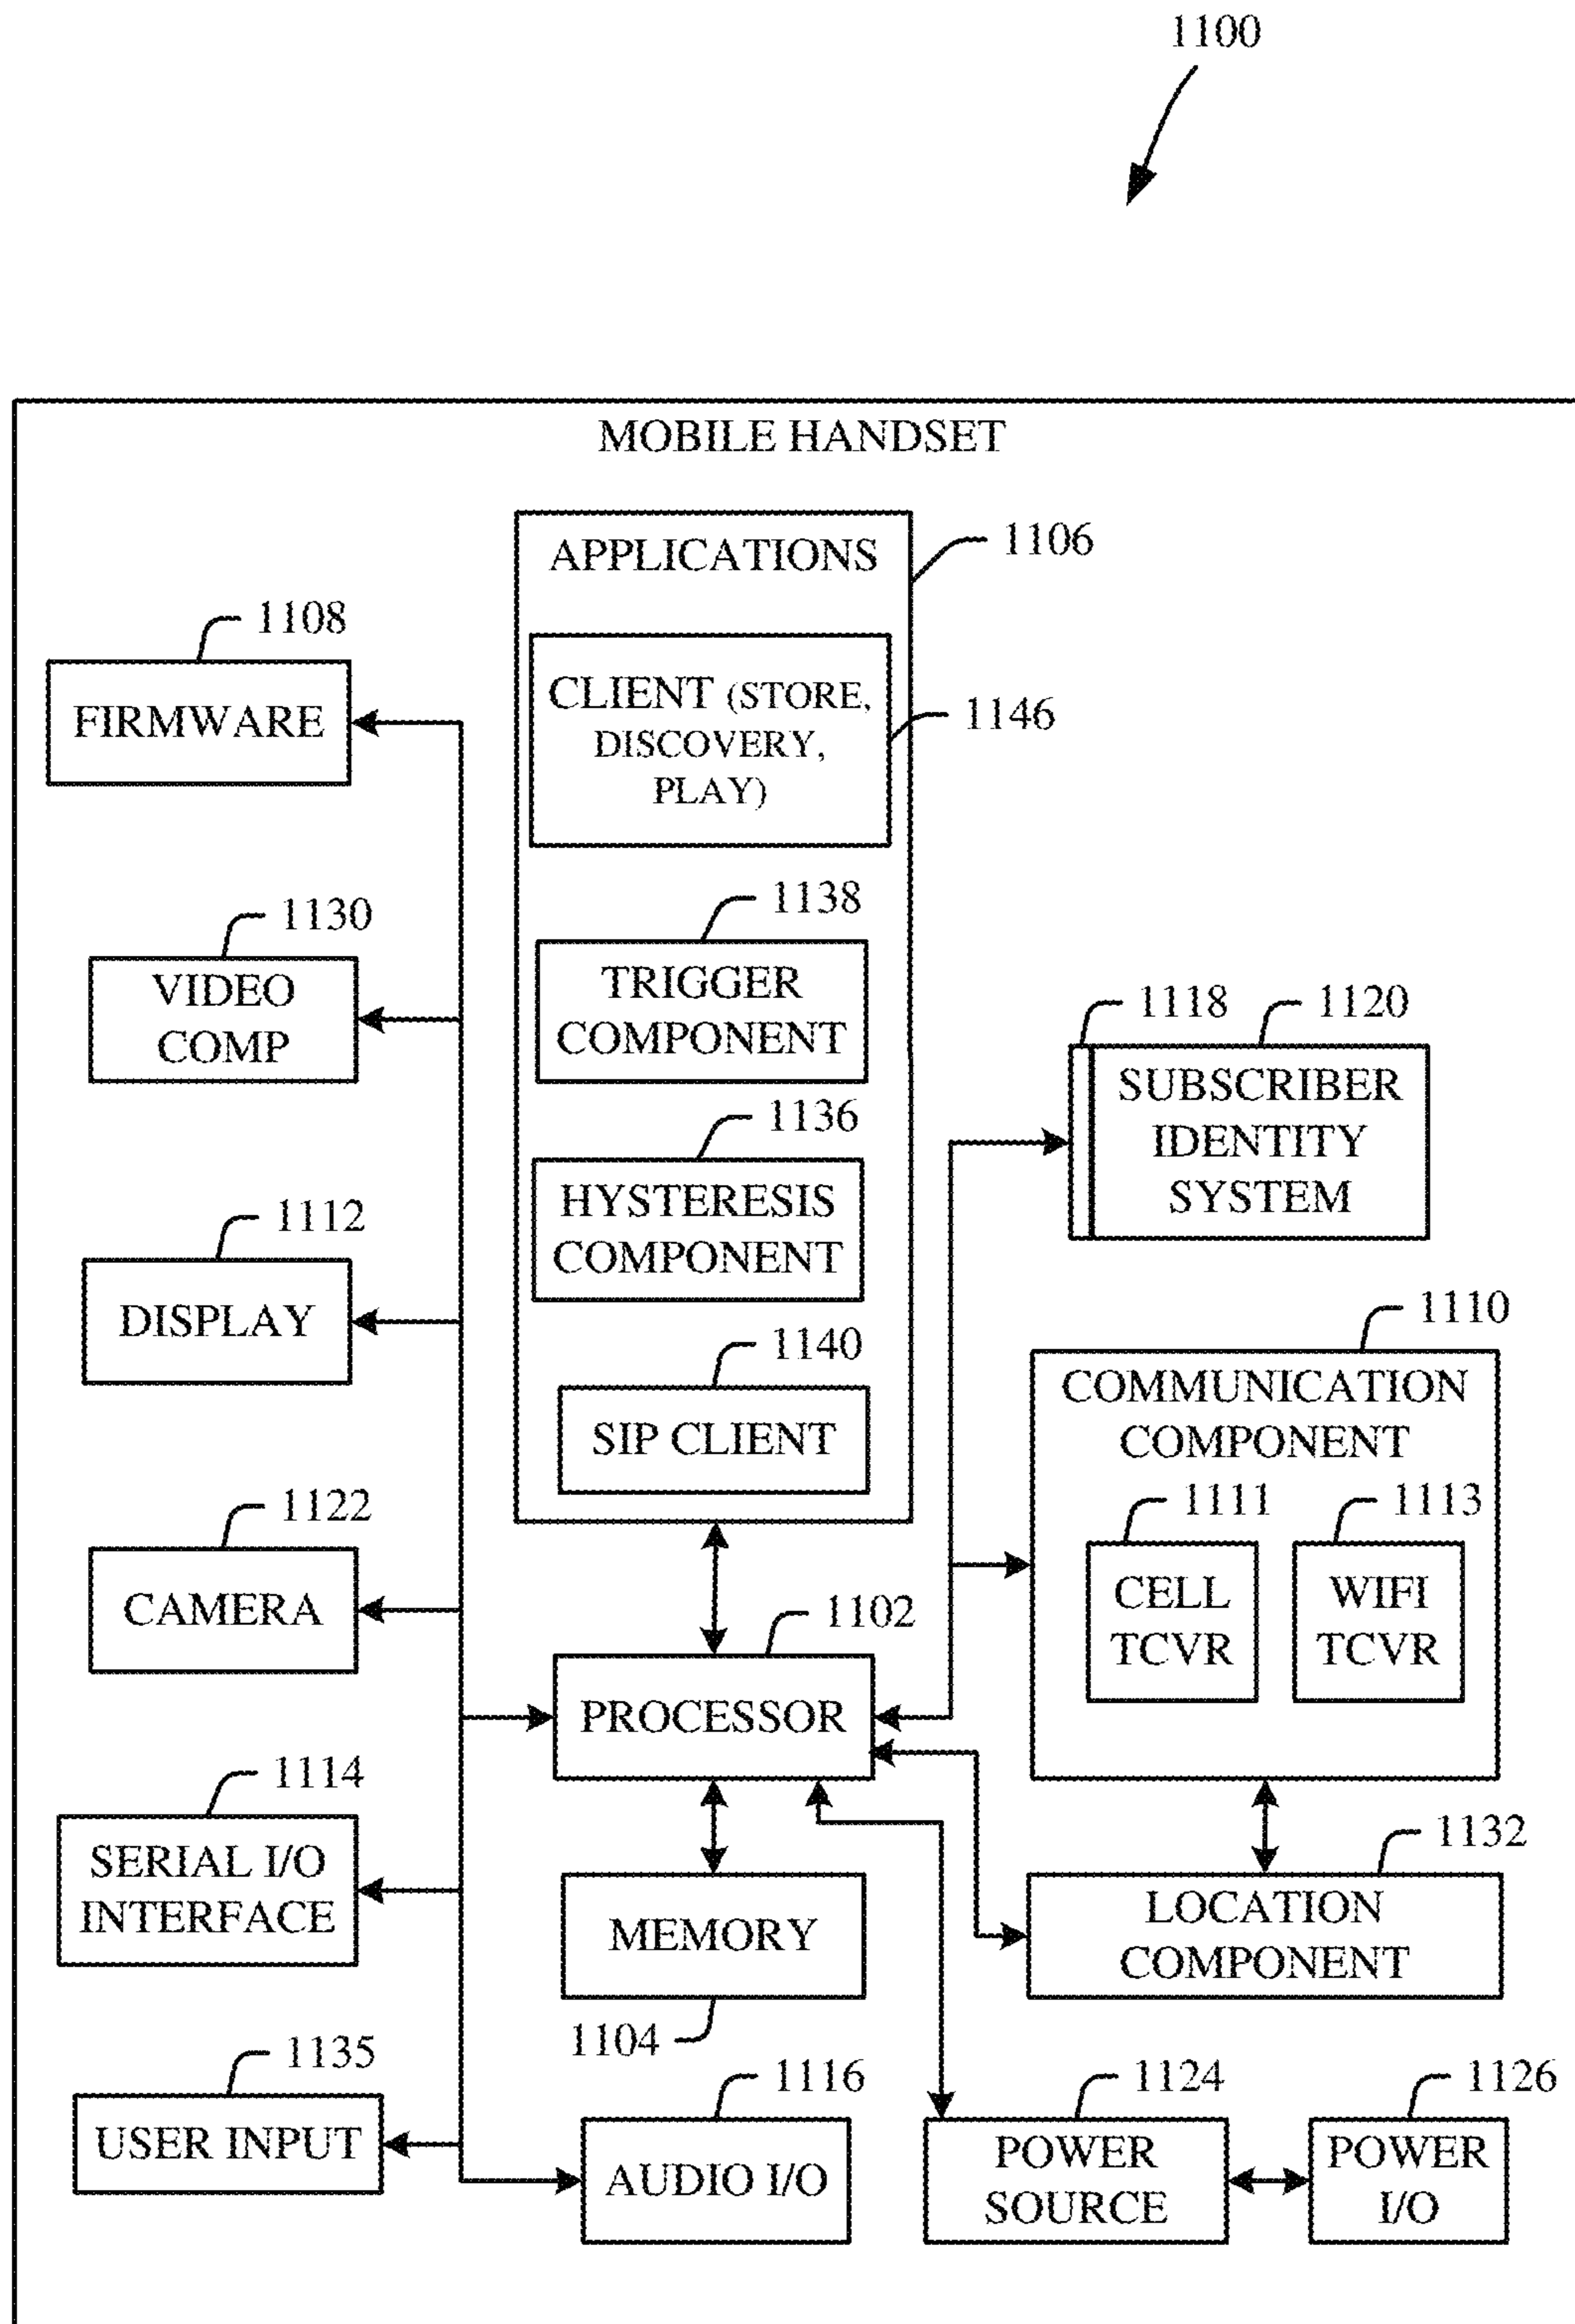 1100
MOBILE HANDSET
APPLICATIONS
1106
CLIENT (STORE,
DISCOVERY,
PLAY)
1146
1108
FIRMWARE
1138
TRIGGER
COMPONENT
1130
VIDEO
COMP
1118
1120
SUBSCRIBER
IDENTITY
SYSTEM
1136
HYSTERESIS
COMPONENT
1112
DISPLAY
1140
SIP CLIENT
1110
COMMUNICATION
COMPONENT
1111
CELL
TCVR
1113
WIFI
TCVR
1122
CAMERA
1102
PROCESSOR
1114
SERIAL I/O
INTERFACE
MEMORY
1104
1132
LOCATION
COMPONENT
1135
USER INPUT
1116
AUDIO I/O
1124
POWER
SOURCE
1126
POWER
I/O